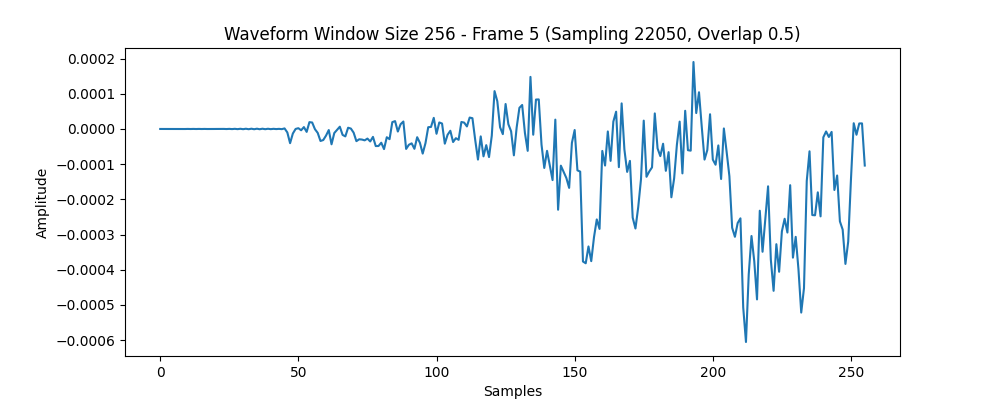 Waveform Window Size 256 - Frame 5 (Sampling 22050, Overlap 0.5)
0.0002
0.0001
0.0000
−0.0001
−0.0002
−0.0003
−0.0004
−0.0005
−0.0006
Amplitude
0 50 100 150 200 250
Samples